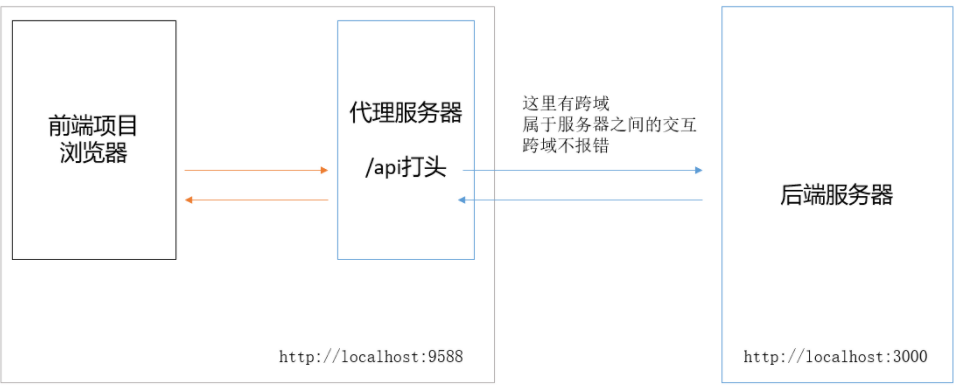 前端项目
浏览器
代理服务器
/api打头
这里有跨域
属于服务器之间的交互
跨域不报错
后端服务器
http://localhost:9588
http://localhost:3000